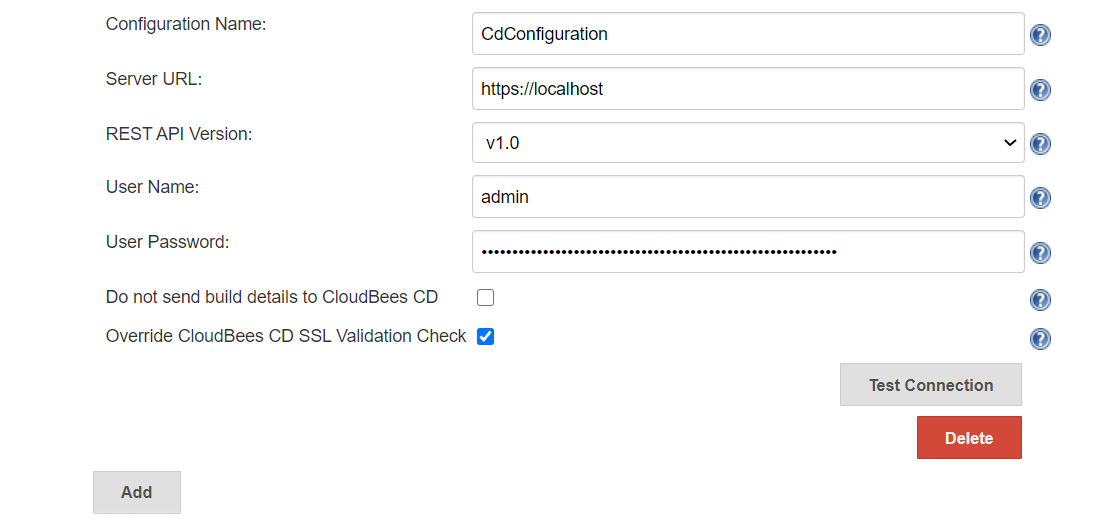 Configuration Name:
CdConfiguration
Server URL:
https://localhost
REST API Version:
v1.0
User Name:
admin
User Password:
Do not send build details to CloudBees CD
Override CloudBees CD SSL Validation Check
Test Connection
Delete
Add